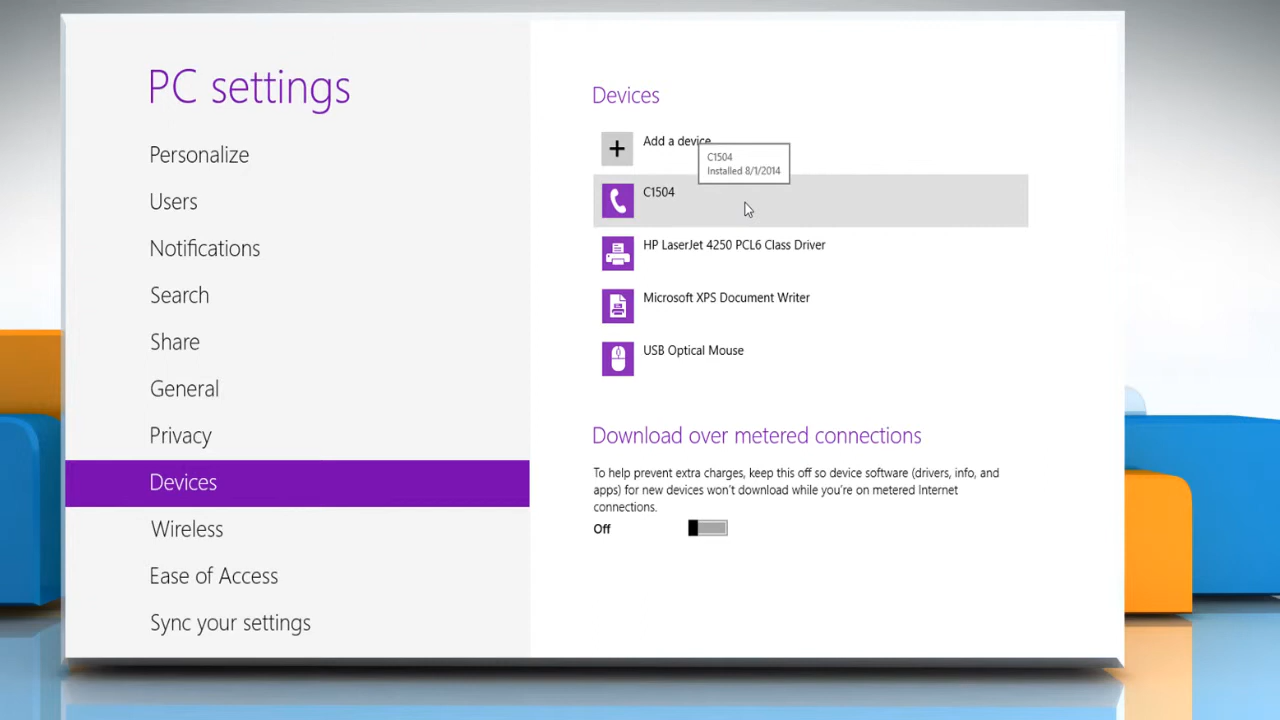 PC settings
Personalize
Users
Notifications
Search
Share
General
Privacy
Devices
Wireless
Ease of Access
Sync your settings
Devices
Add a device
C1504
Installed 8/1/2014
C1504
HP LaserJet 4250 PCL6 Class Driver
Microsoft XPS Document Writer
USB Optical Mouse
Download over metered connections
To help prevent extra charges, keep this off so device software (drivers, info, and
apps) for new devices won't download while you're on metered Internet
connections.
Off